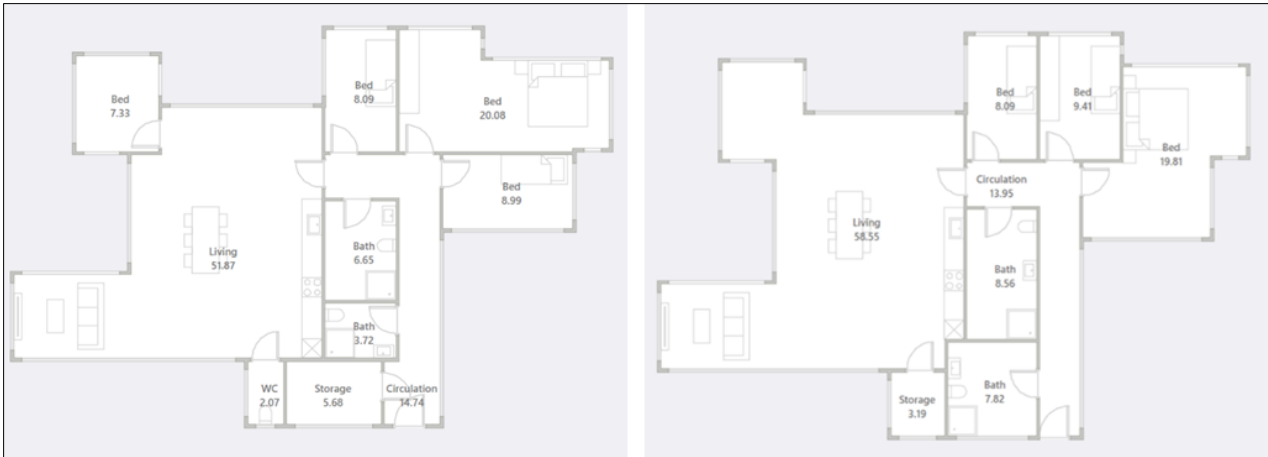 Bed
7.33
Bed
8.09
Bed
20.08
Bed
8.99
Living
51.87
Bath
6.65
Bath
3.72
WC
2.07
Storage
5.68
Circulation
14.74
Bed
8.09
Bed
9.41
Bed
19.81
Circulation
13.95
Living
58.55
Bath
8.56
Storage
3.19
Bath
7.82